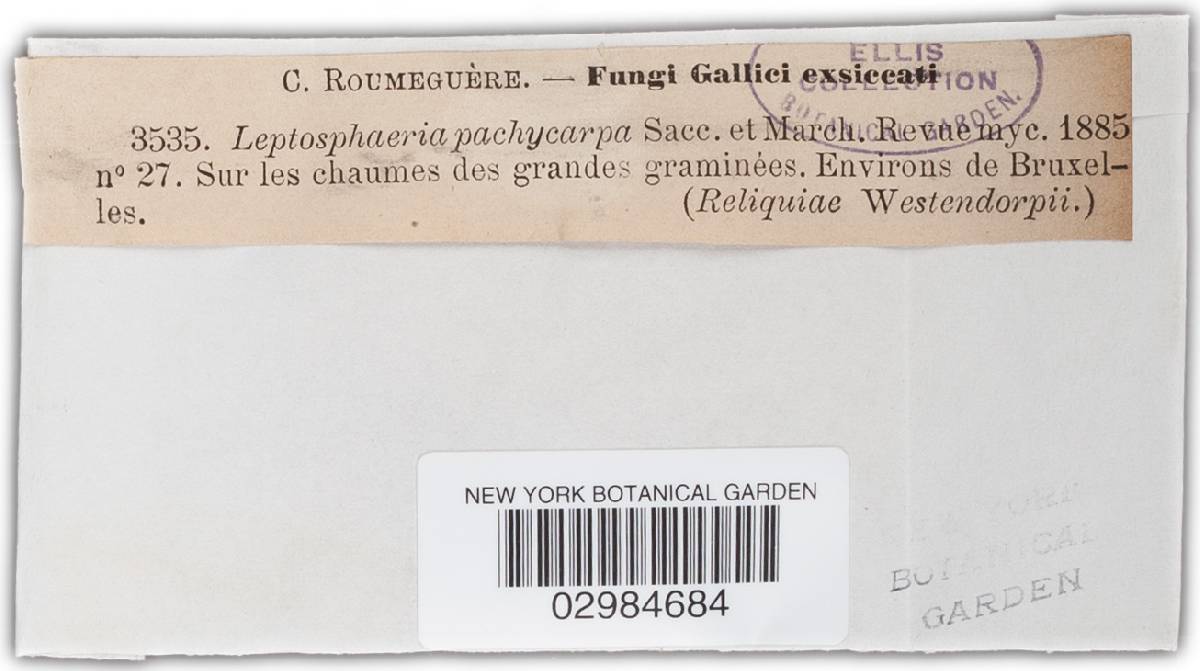 C. ROUMEGUÈRE. — Fungi Gallici exsiccati
ELLIS
COLLECTION
BOTANICAL GARDEN.
3535. Leptosphaeria pachycarpa Sacc. et March. Revue myc. 1885
nº 27. Sur les chaumes des grandes graminées. Environs de Bruxel-
les. (Reliquiae Westendorpii.)
NEW YORK BOTANICAL GARDEN
02984684
BOTANICAL
GARDEN